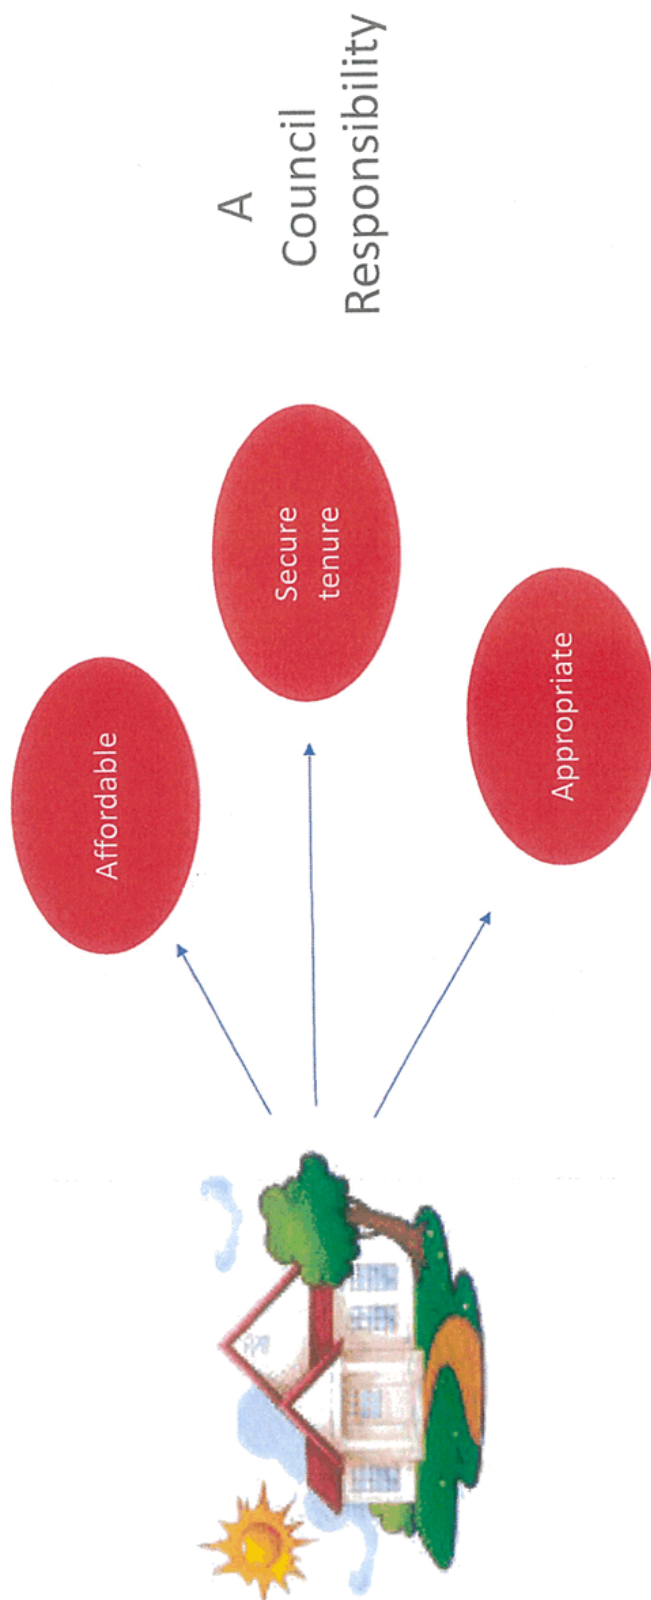 Affordable
Secure
tenure
Appropriate
A
Council
Responsibility